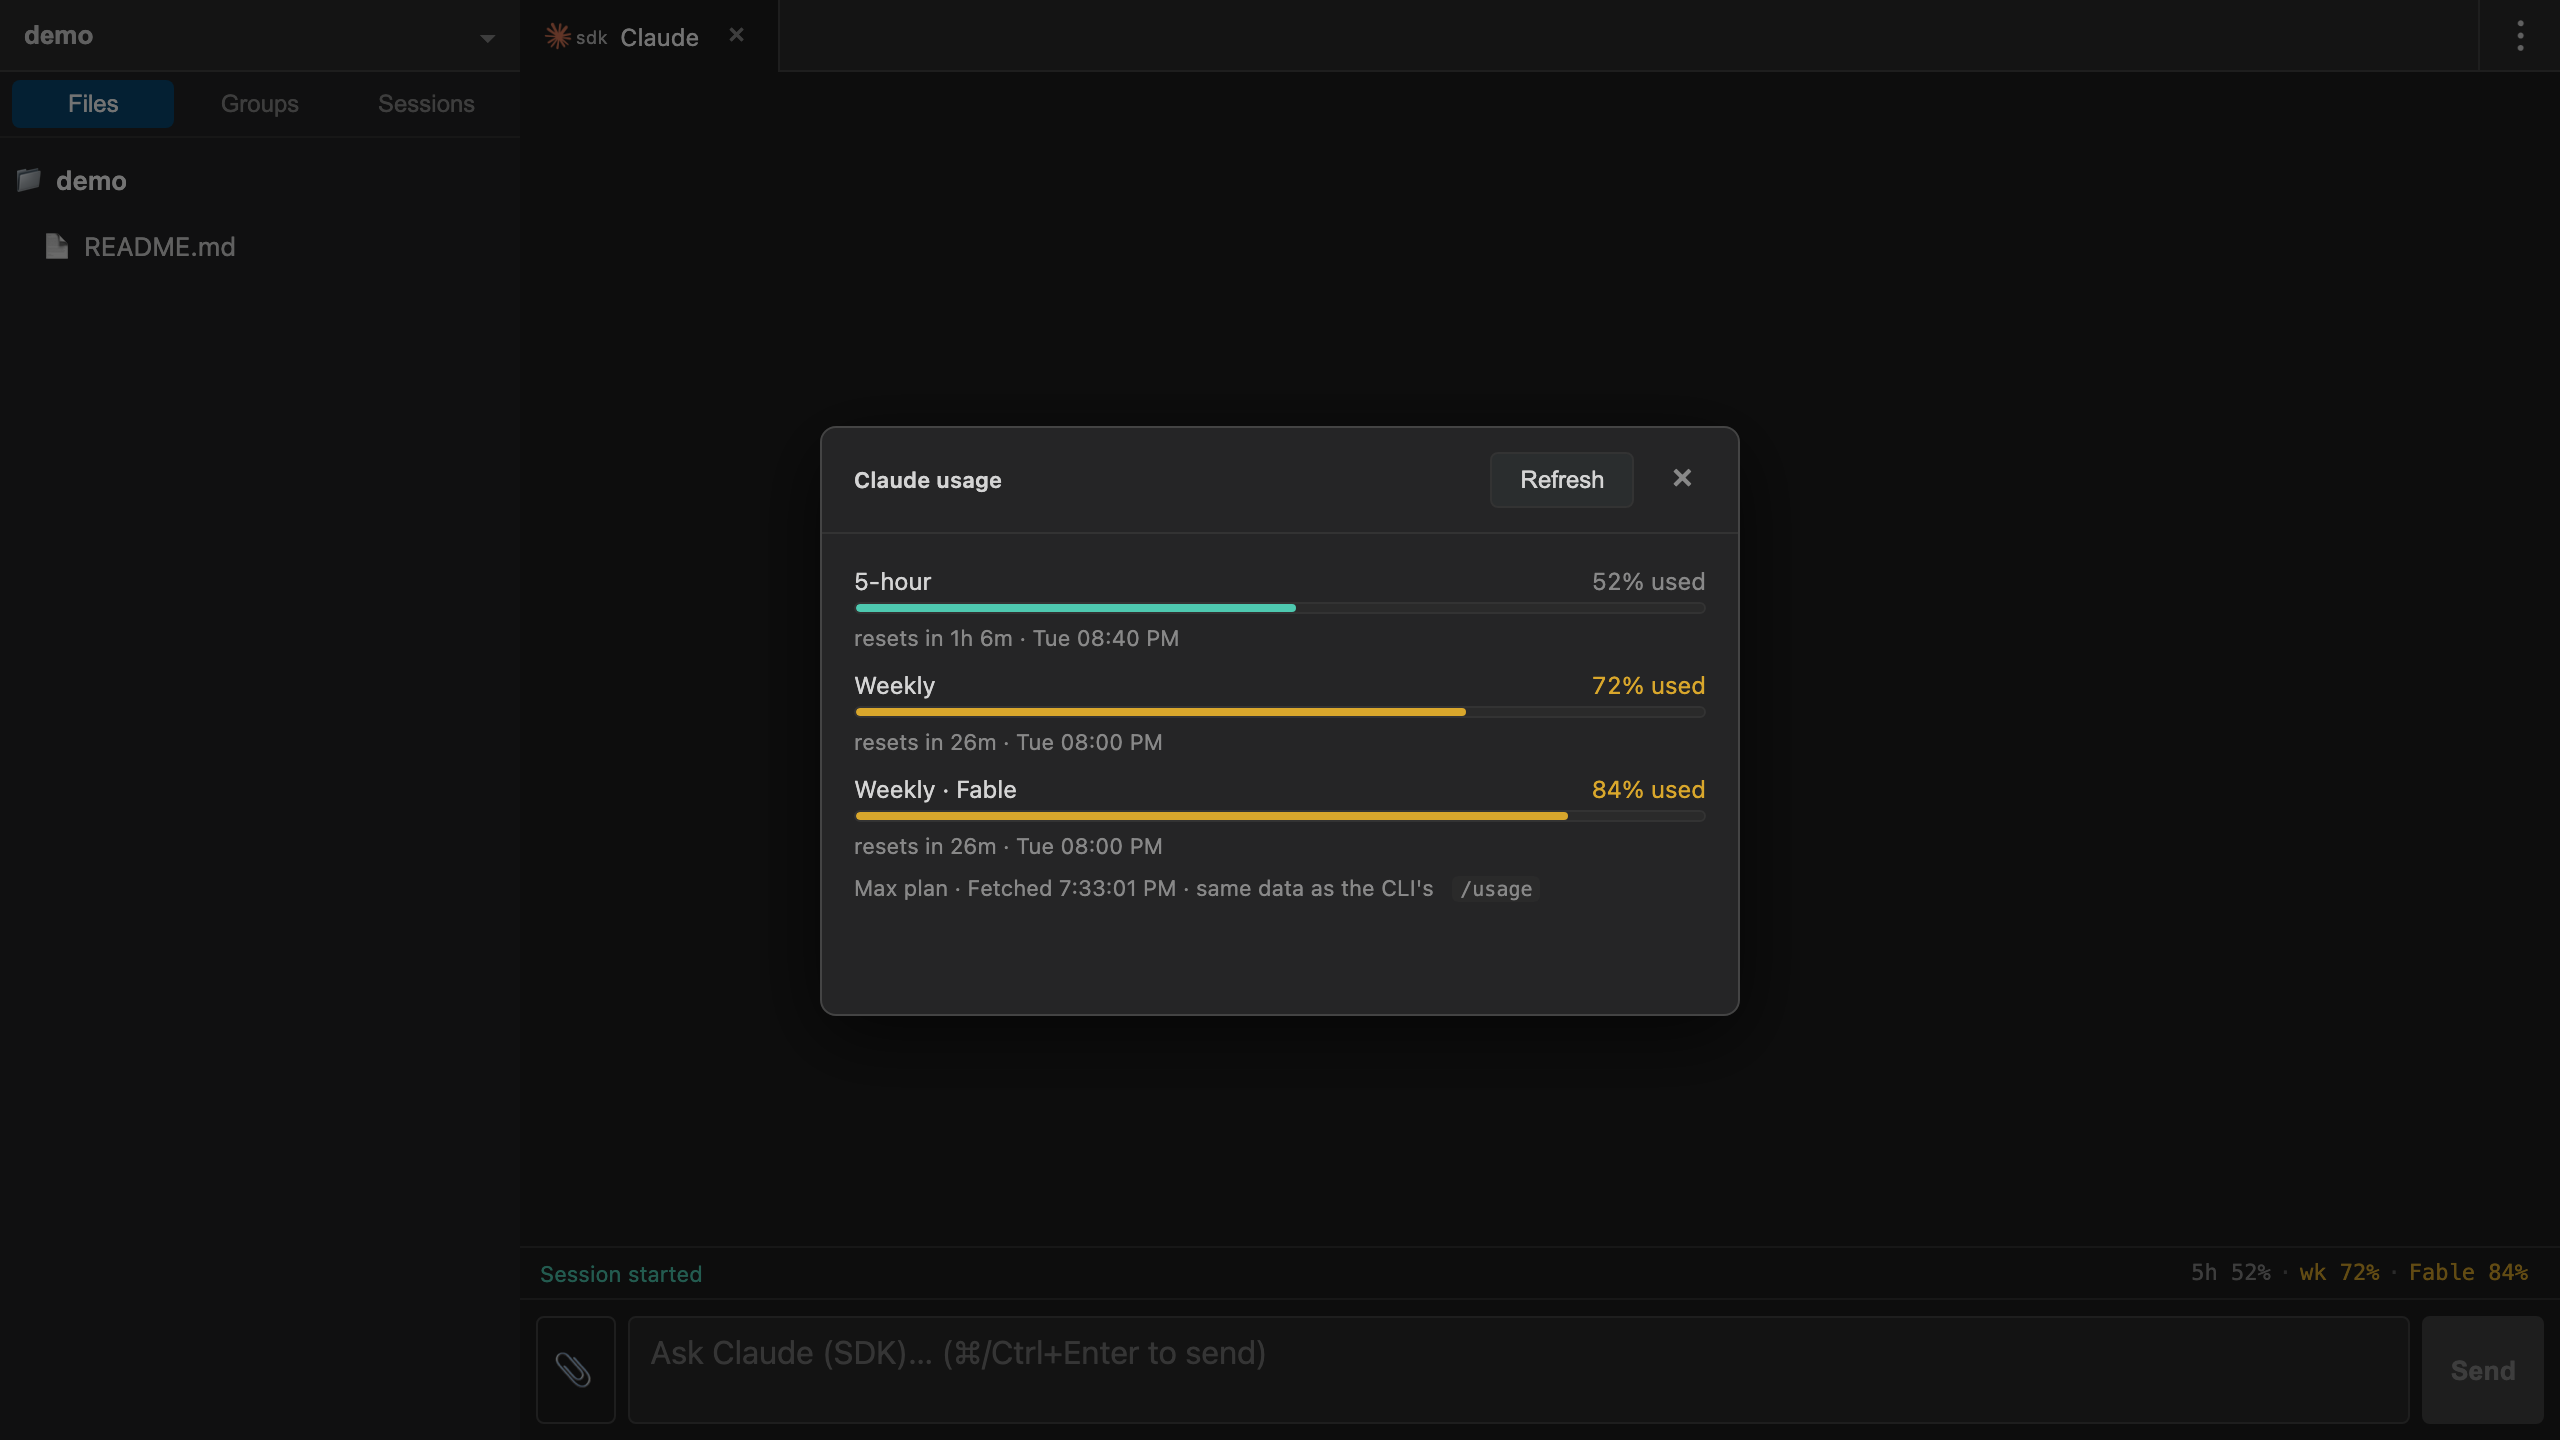 demo
sdk Claude ×
Files Groups Sessions
demo
README.md
Claude usage
Refresh ×
5-hour 52% used
resets in 1h 6m · Tue 08:40 PM
Weekly 72% used
resets in 26m · Tue 08:00 PM
Weekly · Fable 84% used
resets in 26m · Tue 08:00 PM
Max plan · Fetched 7:33:01 PM · same data as the CLI's /usage
Session started 5h 52% · wk 72% · Fable 84%
Ask Claude (SDK)... (⌘/Ctrl+Enter to send)
Send